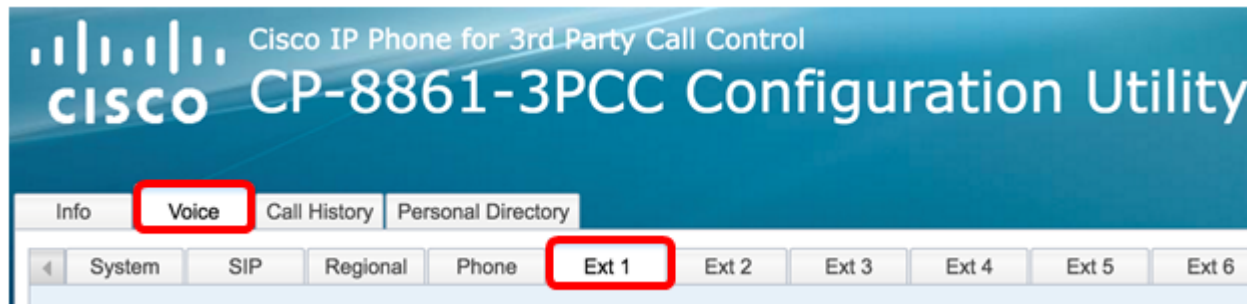 Cisco IP Phone for 3rd Party Call Control
CISCO CP-8861-3PCC Configuration Utility
Info Voice Call History Personal Directory
System SIP Regional Phone Ext 1 Ext 2 Ext 3 Ext 4 Ext 5 Ext 6